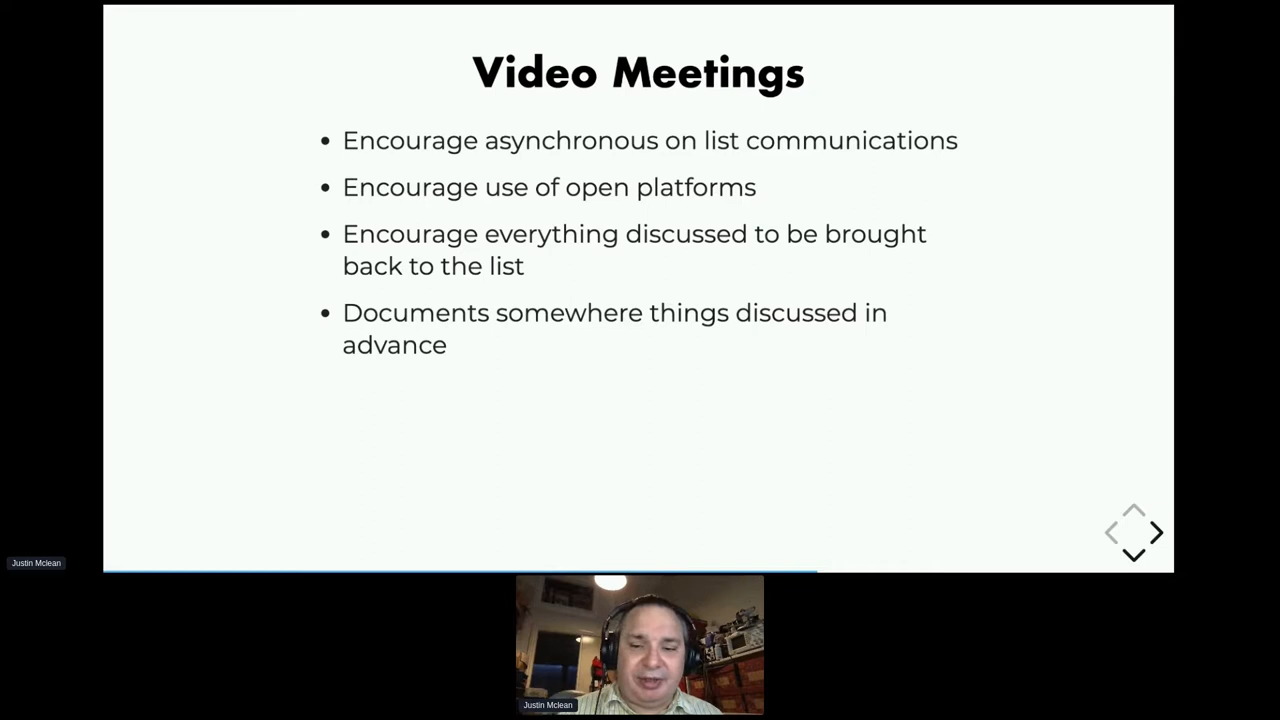 Video Meetings
• Encourage asynchronous on list communications
• Encourage use of open platforms
• Encourage everything discussed to be brought
back to the list
• Documents somewhere things discussed in
advance
Justin Mclean
Justin Mclean